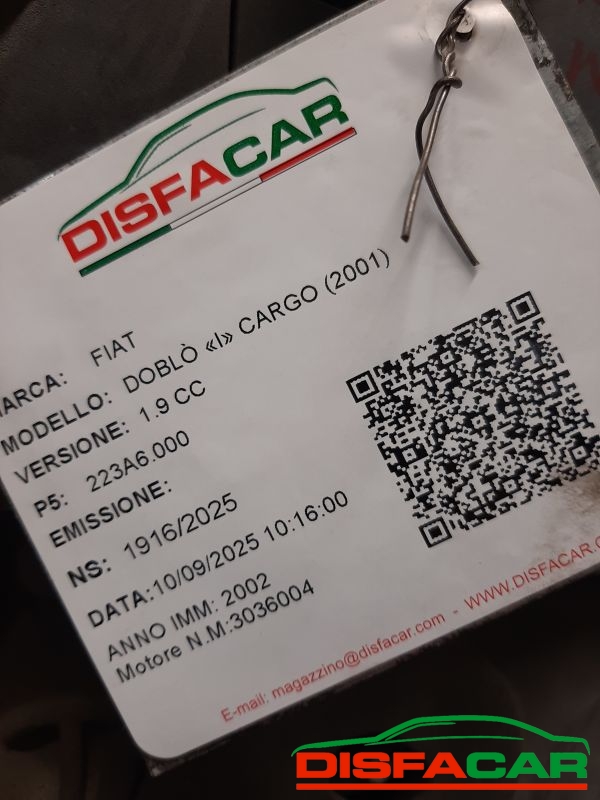 DISFACAR
MARCA: FIAT
MODELLO: DOBLÒ «I» CARGO (2001)
VERSIONE: 1.9 CC
P5: 223A6.000
EMISSIONE:
NS: 1916/2025
DATA:10/09/2025 10:16:00
ANNO IMM: 2002
Motore N.M:3036004
E-mail: magazzino@disfacar.com - WWW.DISFACAR.C
DISFACAR